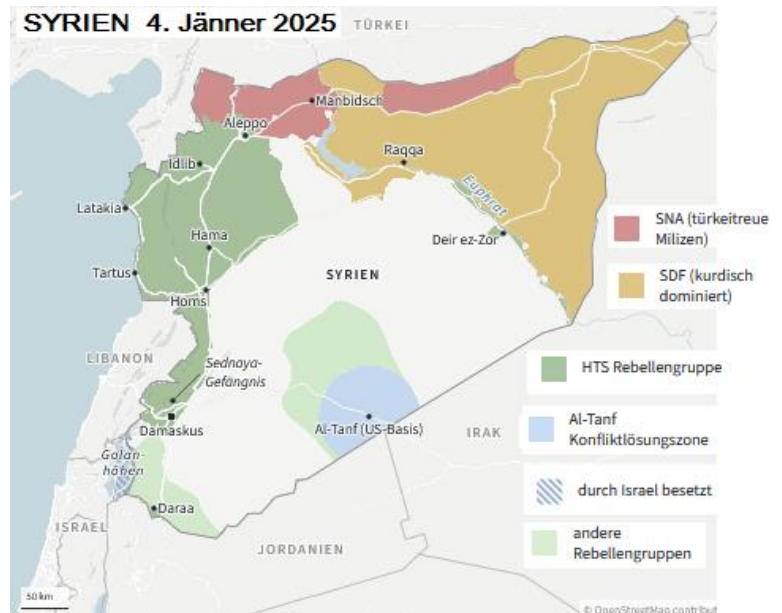 SYRIEN 4. Jänner 2025
TÜRKEI
Manbidsch
Aleppo
Idlib
Raqqa
Latakia
Euphrat
Hama
Deir ez-Zor
Tartus
SYRIEN
Homs
LIBANON
Sednaya-
Gefängnis
Damaskus
Al-Tanf (US-Basis)
IRAK
Golan-
höhen
Daraa
ISRAEL
JORDANIEN
50 km
SNA (türkeitreue
Milizen)
SDF (kurdisch
dominiert)
HTS Rebellengruppe
Al-Tanf
Konfliktlösungszone
durch Israel besetzt
andere
Rebellengruppen
© OpenStreetMap contribut